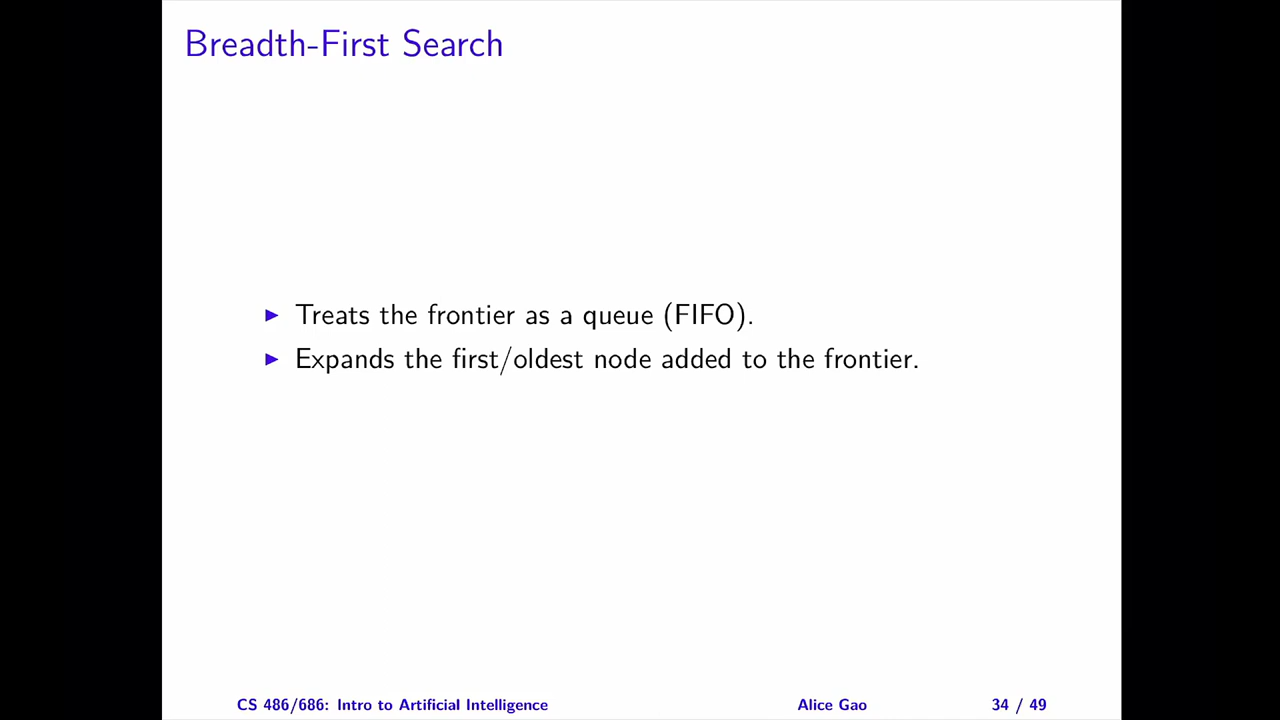 Breadth-First Search
▶ Treats the frontier as a queue (FIFO).
▶ Expands the first/oldest node added to the frontier.
CS 486/686: Intro to Artificial Intelligence Alice Gao 34 / 49